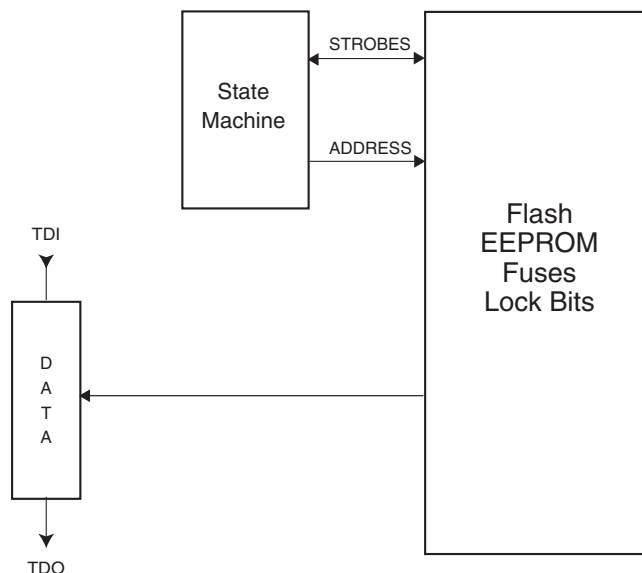 STROBES
State
Machine
ADDRESS
Flash
EEPROM
Fuses
Lock Bits
TDI
D
A
T
A
TDO